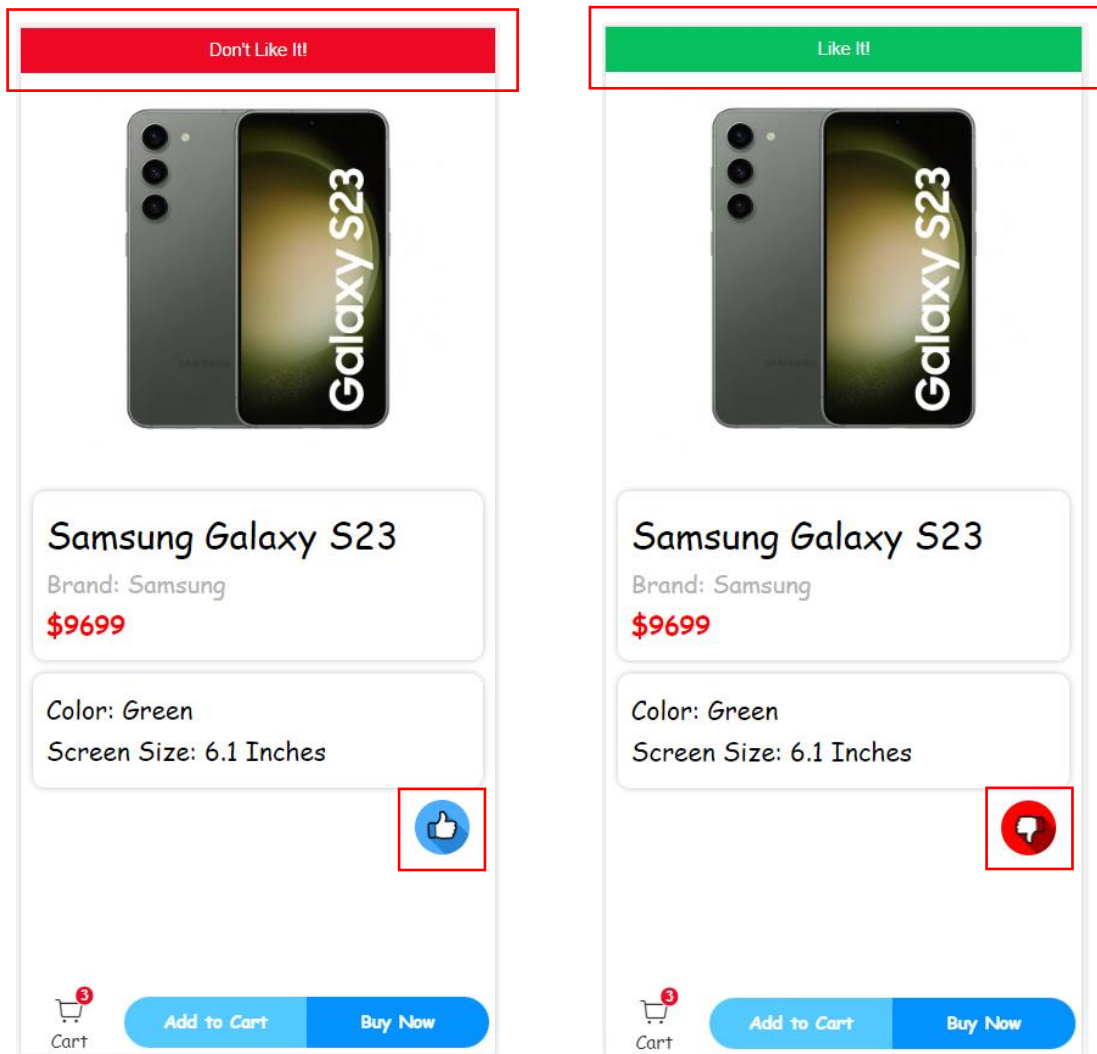 Don't Like It!
Galaxy S23
Samsung Galaxy S23
Brand: Samsung
$9699
Color: Green
Screen Size: 6.1 Inches
3
Cart
Add to Cart
Buy Now
Like It!
Galaxy S23
Samsung Galaxy S23
Brand: Samsung
$9699
Color: Green
Screen Size: 6.1 Inches
3
Cart
Add to Cart
Buy Now